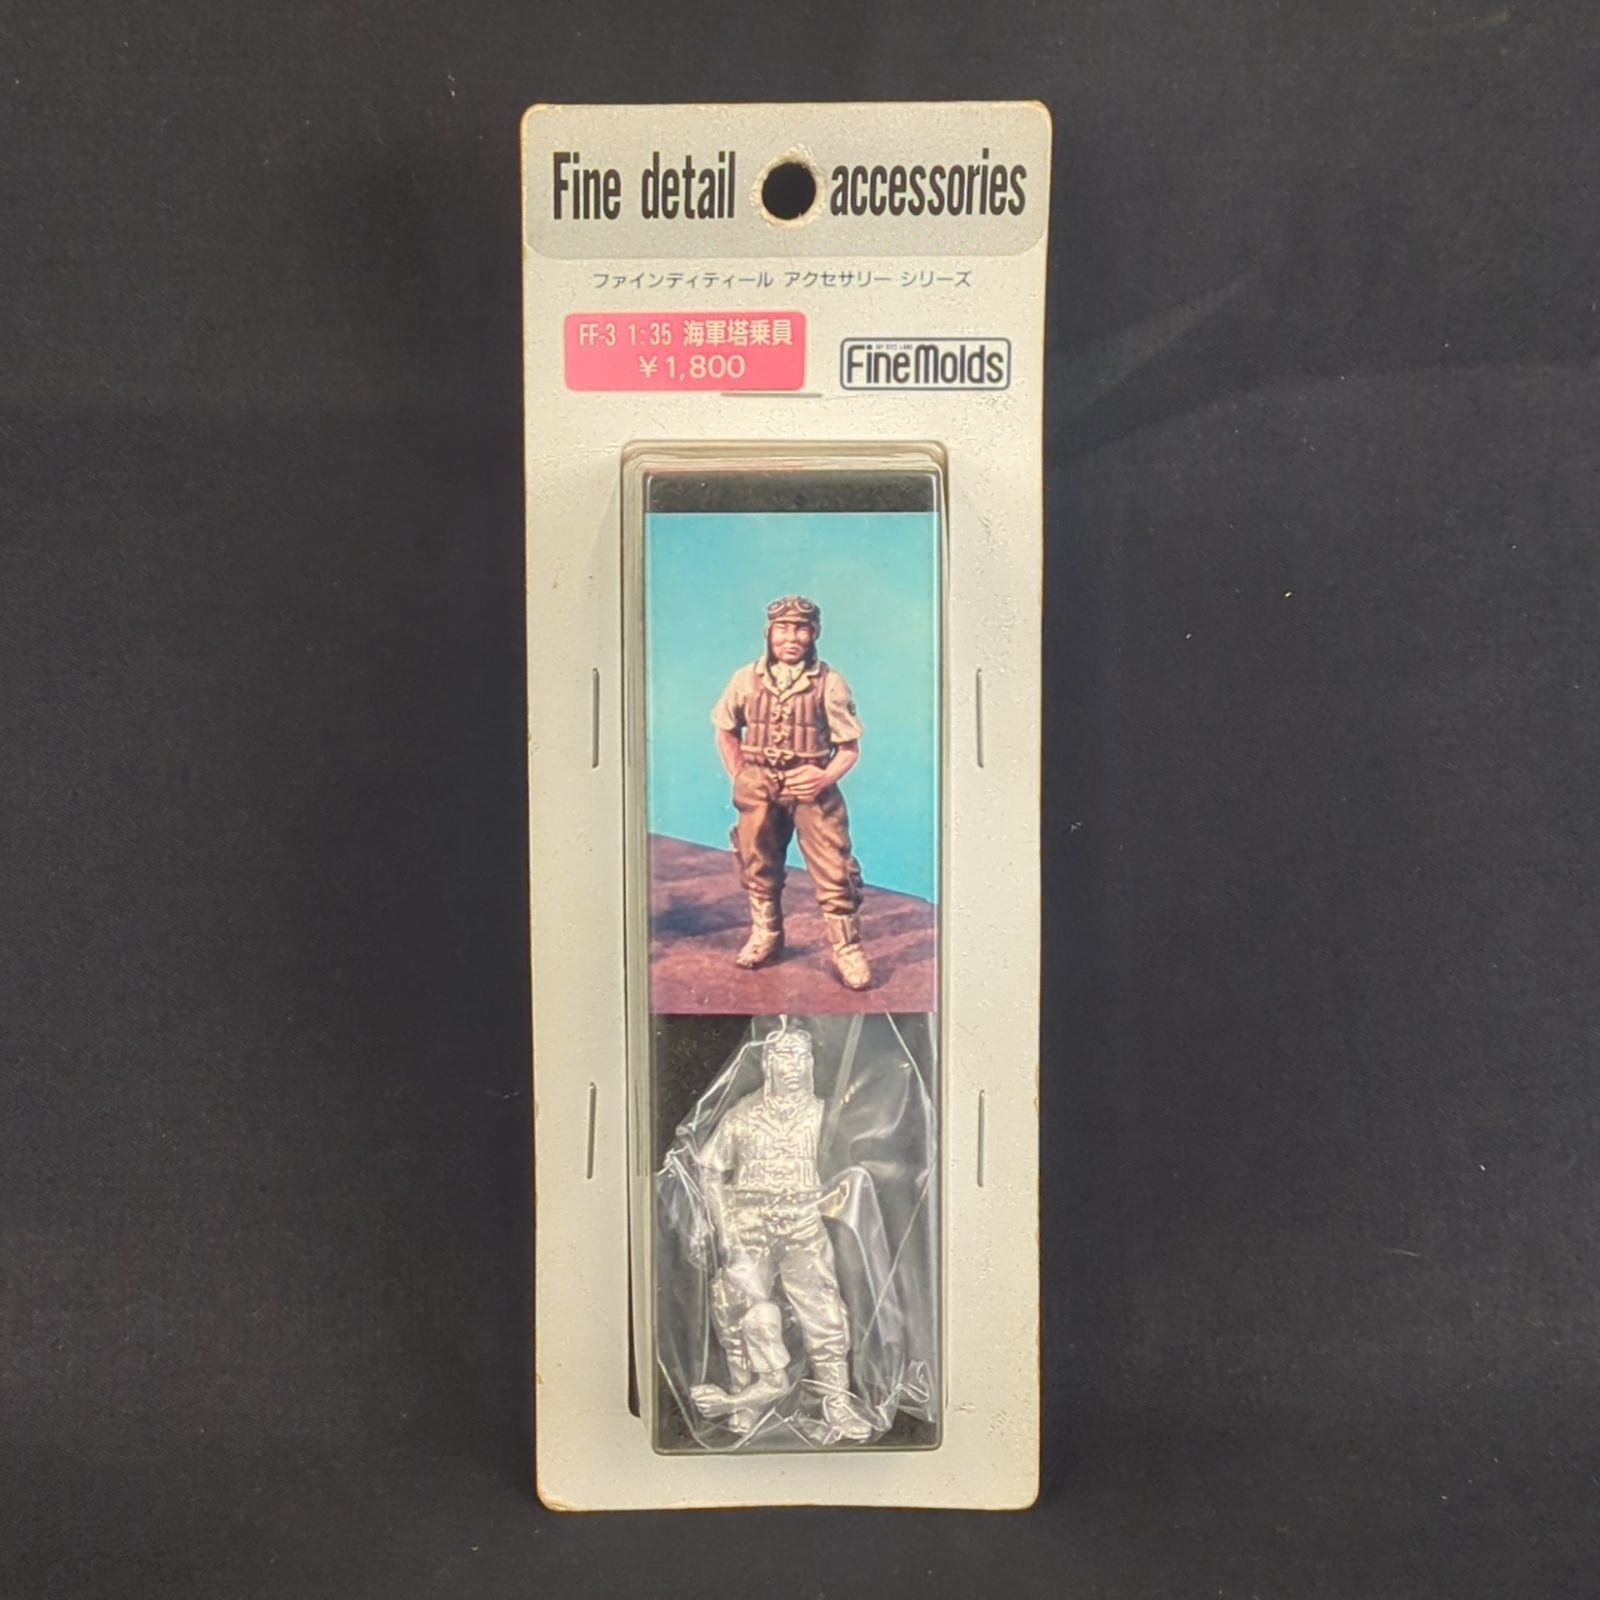 Fine detail accessories
ファインディティール アクセサリー シリーズ
FF-3 1:35 海軍塔乗員
¥1,800
FineMolds